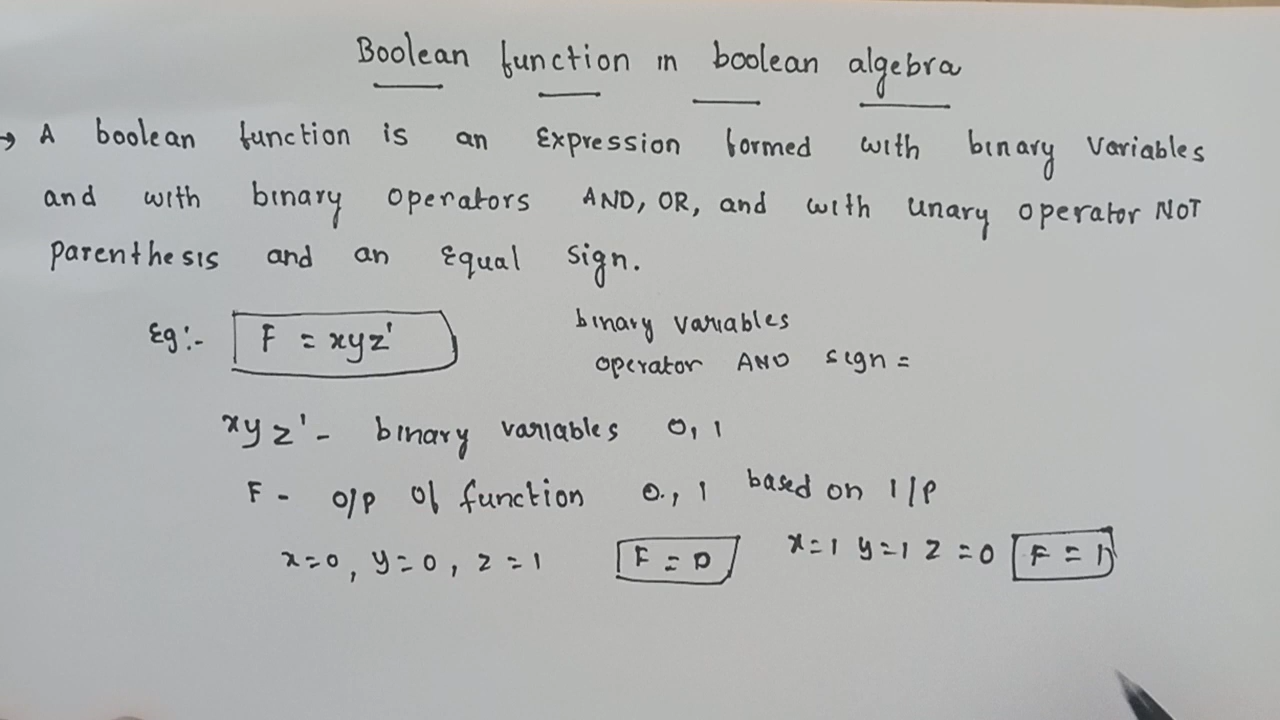 Boolean function in boolean algebra
→ A boolean function is an Expression formed with binary Variables
and with binary operators AND, OR, and with unary operator NOT
parenthesis and an Equal sign.
Eg:- F = xyz' binary variables
operator AND sign =
xyz' - binary variables 0, 1
F - o/p of function 0, 1 based on I/P
x=0, y=0, z=1 F=0 x=1 y=1 z=0 F=1